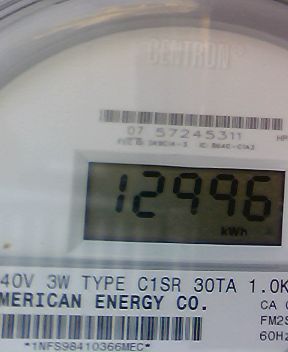 CENTRON®
07 57245311
12996
kWh
40V 3W TYPE C1SR 30TA 1.0K
MERICAN ENERGY CO.
CA
FM2S
60Hz
*1NFS98410366MEC*